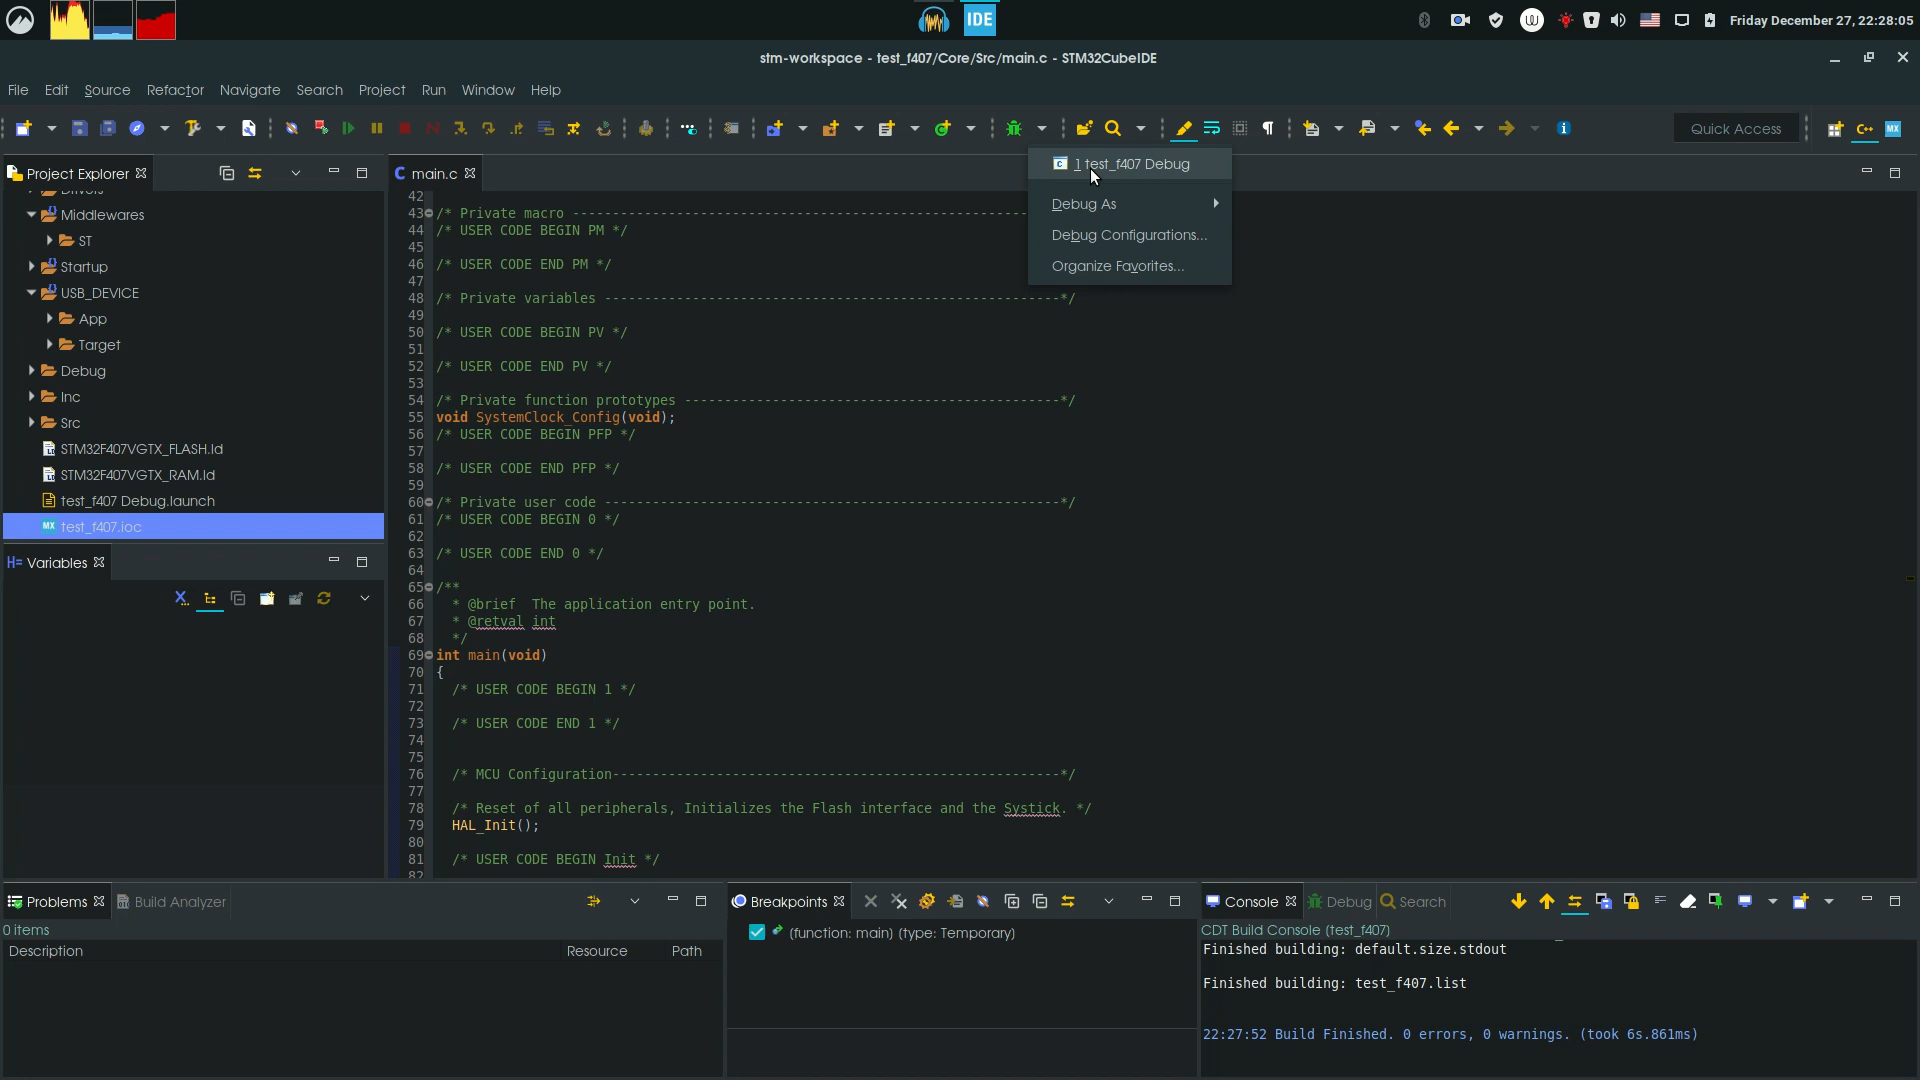 IDE
Friday December 27, 22:28:05
stm-workspace - test_f407/Core/Src/main.c - STM32CubeIDE
File Edit Source Refactor Navigate Search Project Run Window Help
Quick Access
Project Explorer
Drivers
Middlewares
ST
Startup
USB_DEVICE
App
Target
Debug
Inc
Src
STM32F407VGTX_FLASH.ld
STM32F407VGTX_RAM.ld
test_f407 Debug.launch
MX test_f407.ioc
Variables
main.c
42
43 /* Private macro -------------------------------------------------------
44 /* USER CODE BEGIN PM */
45
46 /* USER CODE END PM */
47
48 /* Private variables ---------------------------------------------------------*/
49
50 /* USER CODE BEGIN PV */
51
52 /* USER CODE END PV */
53
54 /* Private function prototypes -----------------------------------------------*/
55 void SystemClock_Config(void);
56 /* USER CODE BEGIN PFP */
57
58 /* USER CODE END PFP */
59
60 /* Private user code ---------------------------------------------------------*/
61 /* USER CODE BEGIN 0 */
62
63 /* USER CODE END 0 */
64
65 /**
66 * @brief The application entry point.
67 * @retval int
68 */
69 int main(void)
70 {
71 /* USER CODE BEGIN 1 */
72
73 /* USER CODE END 1 */
74
75
76 /* MCU Configuration--------------------------------------------------------*/
77
78 /* Reset of all peripherals, Initializes the Flash interface and the Systick. */
79 HAL_Init();
80
81 /* USER CODE BEGIN Init */
82
1 test_f407 Debug
Debug As
Debug Configurations...
Organize Favorites...
Problems Build Analyzer
0 items
Description Resource Path
Breakpoints
[function: main] [type: Temporary]
Console Debug Search
CDT Build Console [test_f407]
Finished building: default.size.stdout
Finished building: test_f407.list
22:27:52 Build Finished. 0 errors, 0 warnings. (took 6s.861ms)